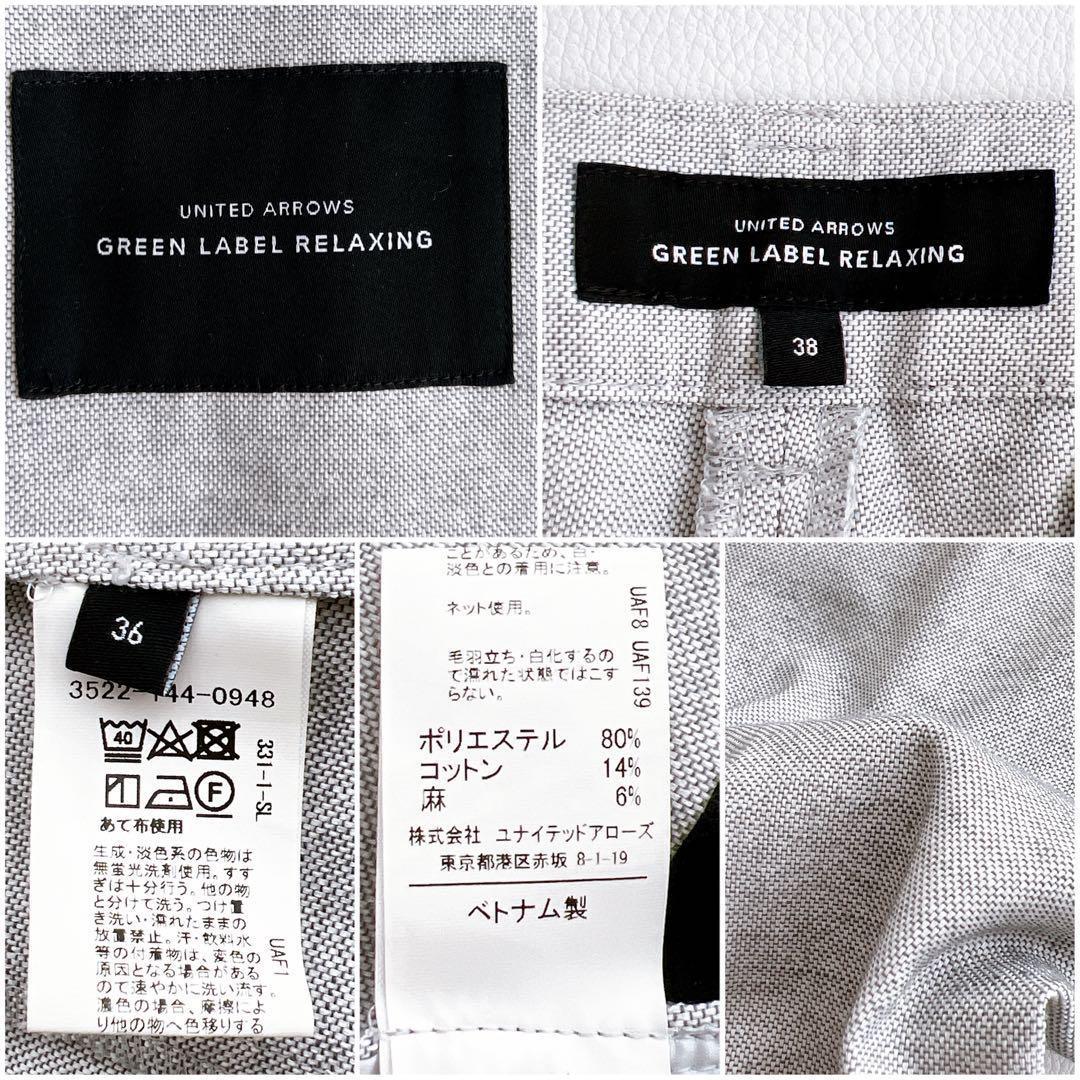 UNITED ARROWS
GREEN LABEL RELAXING
UNITED ARROWS
GREEN LABEL RELAXING
38
36
3522-144-0948
40
331-1-SL
F
あて布使用
生成・淡色系の色物は
無蛍光洗剤使用。すす
ぎは十分行う。他の物
と分けて洗う。つけ置
き洗い・濡れたままの
放置禁止。汗・飲料水
等の付着物は、変色の
原因となる場合がある
ので速やかに洗い流す。
濃色の場合、摩擦によ
り他の物へ色移りする
UAF1
ことがあるため、白・
淡色との着用に注意。
ネット使用。
毛羽立ち・白化するの
で濡れた状態ではこす
らない。
UAF8 UAF139
ポリエステル 80%
コットン 14%
麻 6%
株式会社 ユナイテッドアローズ
東京都港区赤坂 8-1-19
ベトナム製